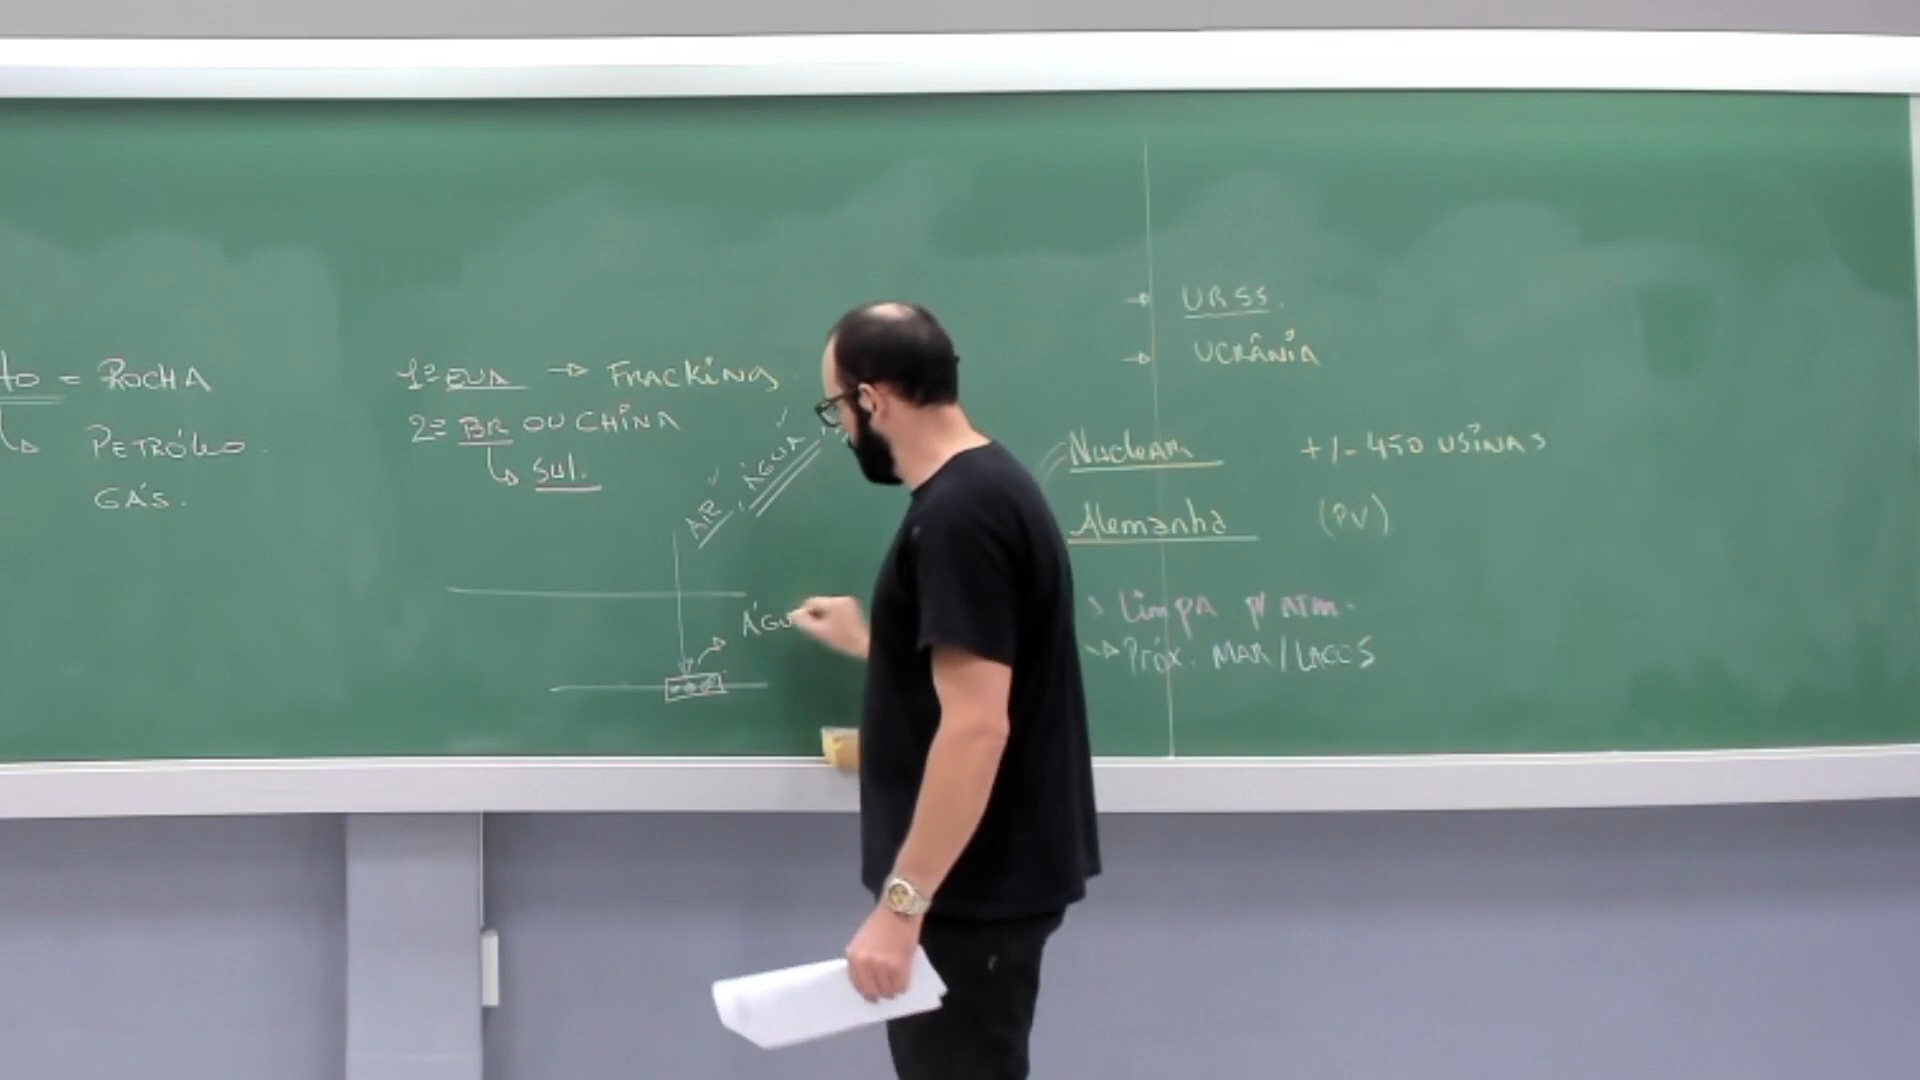 = ROCHA
PETRÓLEO.
GÁS.
1º EUA → FRACKING
2º BR OU CHINA
↳ SUL.
AR, ÁGUA
ÁGU
→ URSS.
→ UCRÂNIA
Nuclear +/- 450 USINAS
Alemanha (PV)
Limpa p/ ATM.
→ Próx. MAR/LAGOS